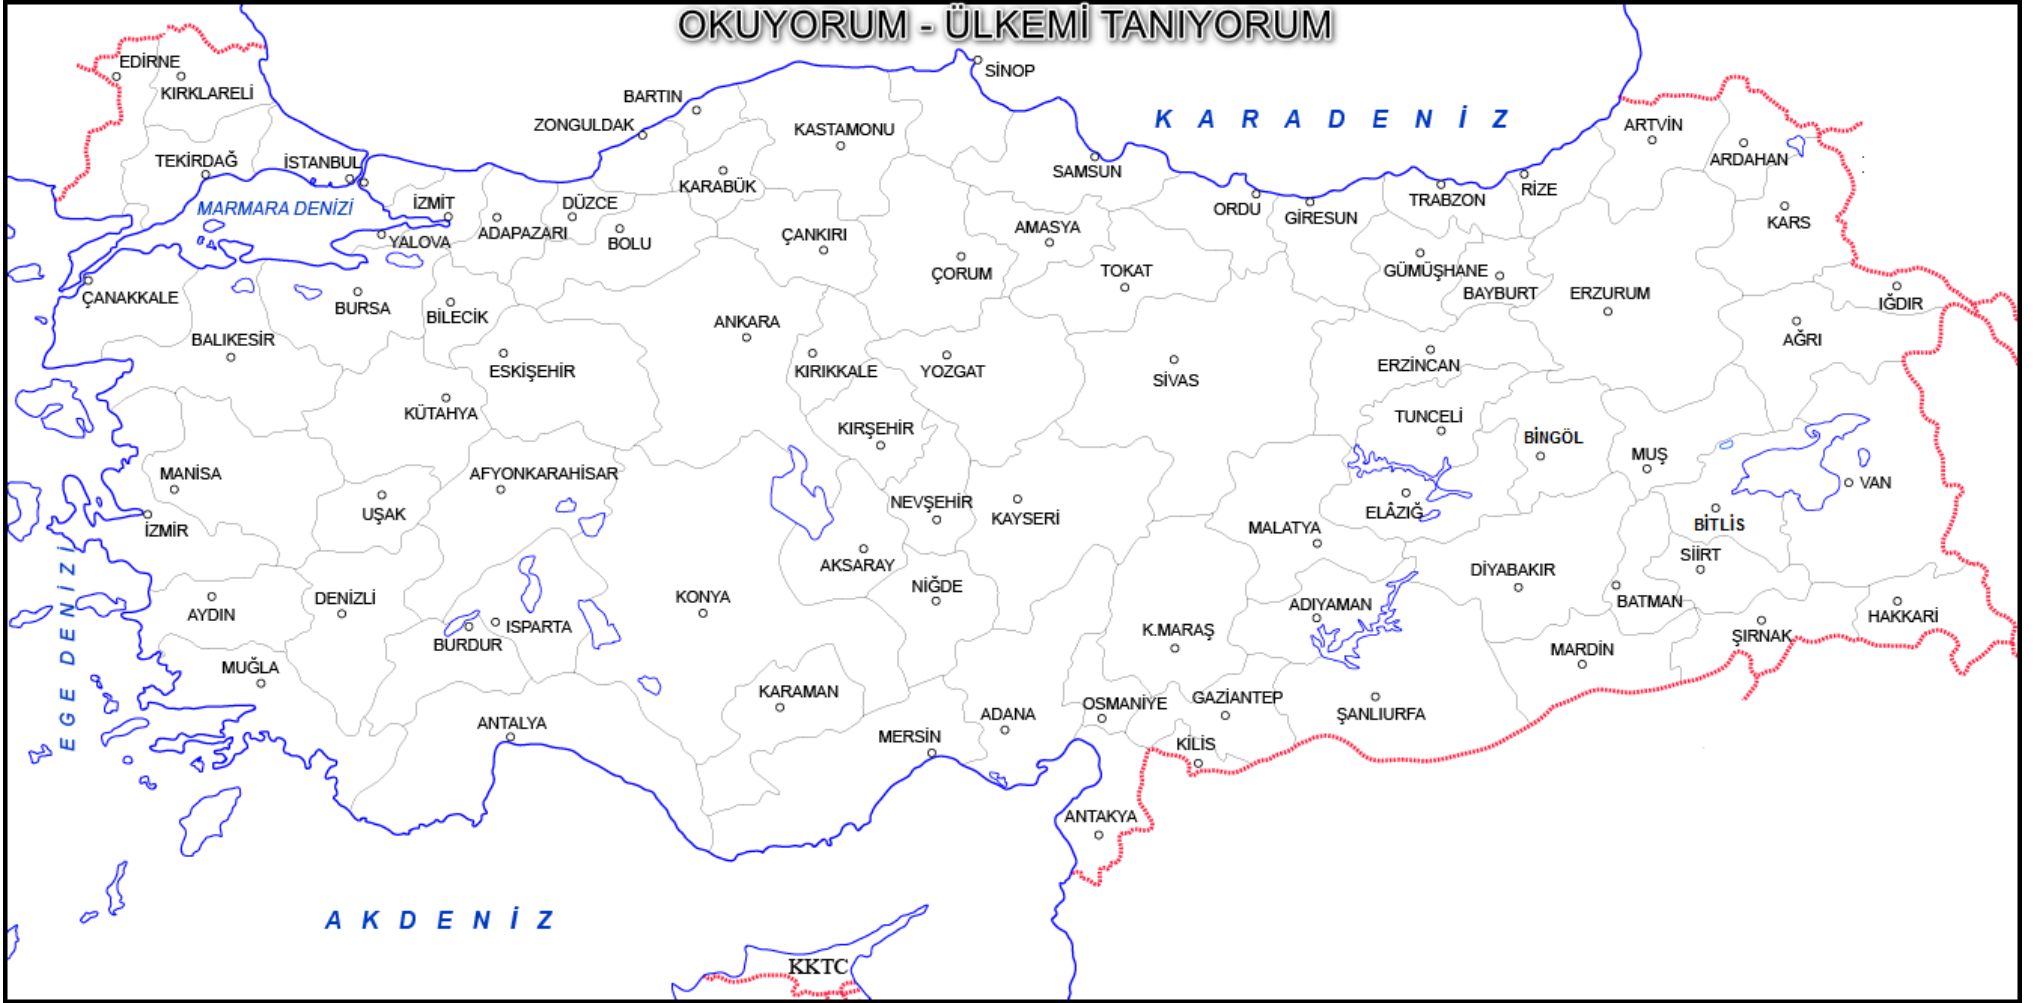 OKUYORUM - ÜLKEMİ TANIYORUM
EDİRNE
KIRKLARELİ
TEKİRDAĞ
İSTANBUL
MARMARA DENİZİ
İZMİT
YALOVA
ADAPAZARI
DÜZCE
BOLU
ZONGULDAK
BARTIN
KARABÜK
KASTAMONU
SİNOP
KARADENİZ
SAMSUN
ORDU
GİRESUN
TRABZON
RİZE
ARTVİN
ARDAHAN
KARS
ÇANAKKALE
BALIKESİR
BURSA
BİLECİK
ESKİŞEHİR
KÜTAHYA
ANKARA
ÇANKIRI
ÇORUM
AMASYA
TOKAT
GÜMÜŞHANE
BAYBURT
ERZURUM
IĞDIR
AĞRI
KIRIKKALE
YOZGAT
SİVAS
ERZİNCAN
TUNCELİ
BİNGÖL
MUŞ
VAN
KIRŞEHİR
MANİSA
İZMİR
UŞAK
AFYONKARAHİSAR
NEVŞEHİR
KAYSERİ
AKSARAY
NİĞDE
MALATYA
ELÂZIĞ
BİTLİS
SİİRT
DİYABAKIR
BATMAN
HAKKARİ
ŞIRNAK
MARDİN
EGE DENİZİ
AYDIN
DENİZLİ
MUĞLA
BURDUR
ISPARTA
KONYA
KARAMAN
ANTALYA
MERSİN
ADANA
OSMANİYE
K.MARAŞ
ADIYAMAN
GAZİANTEP
ŞANLIURFA
KİLİS
ANTAKYA
AKDENİZ
KKTC